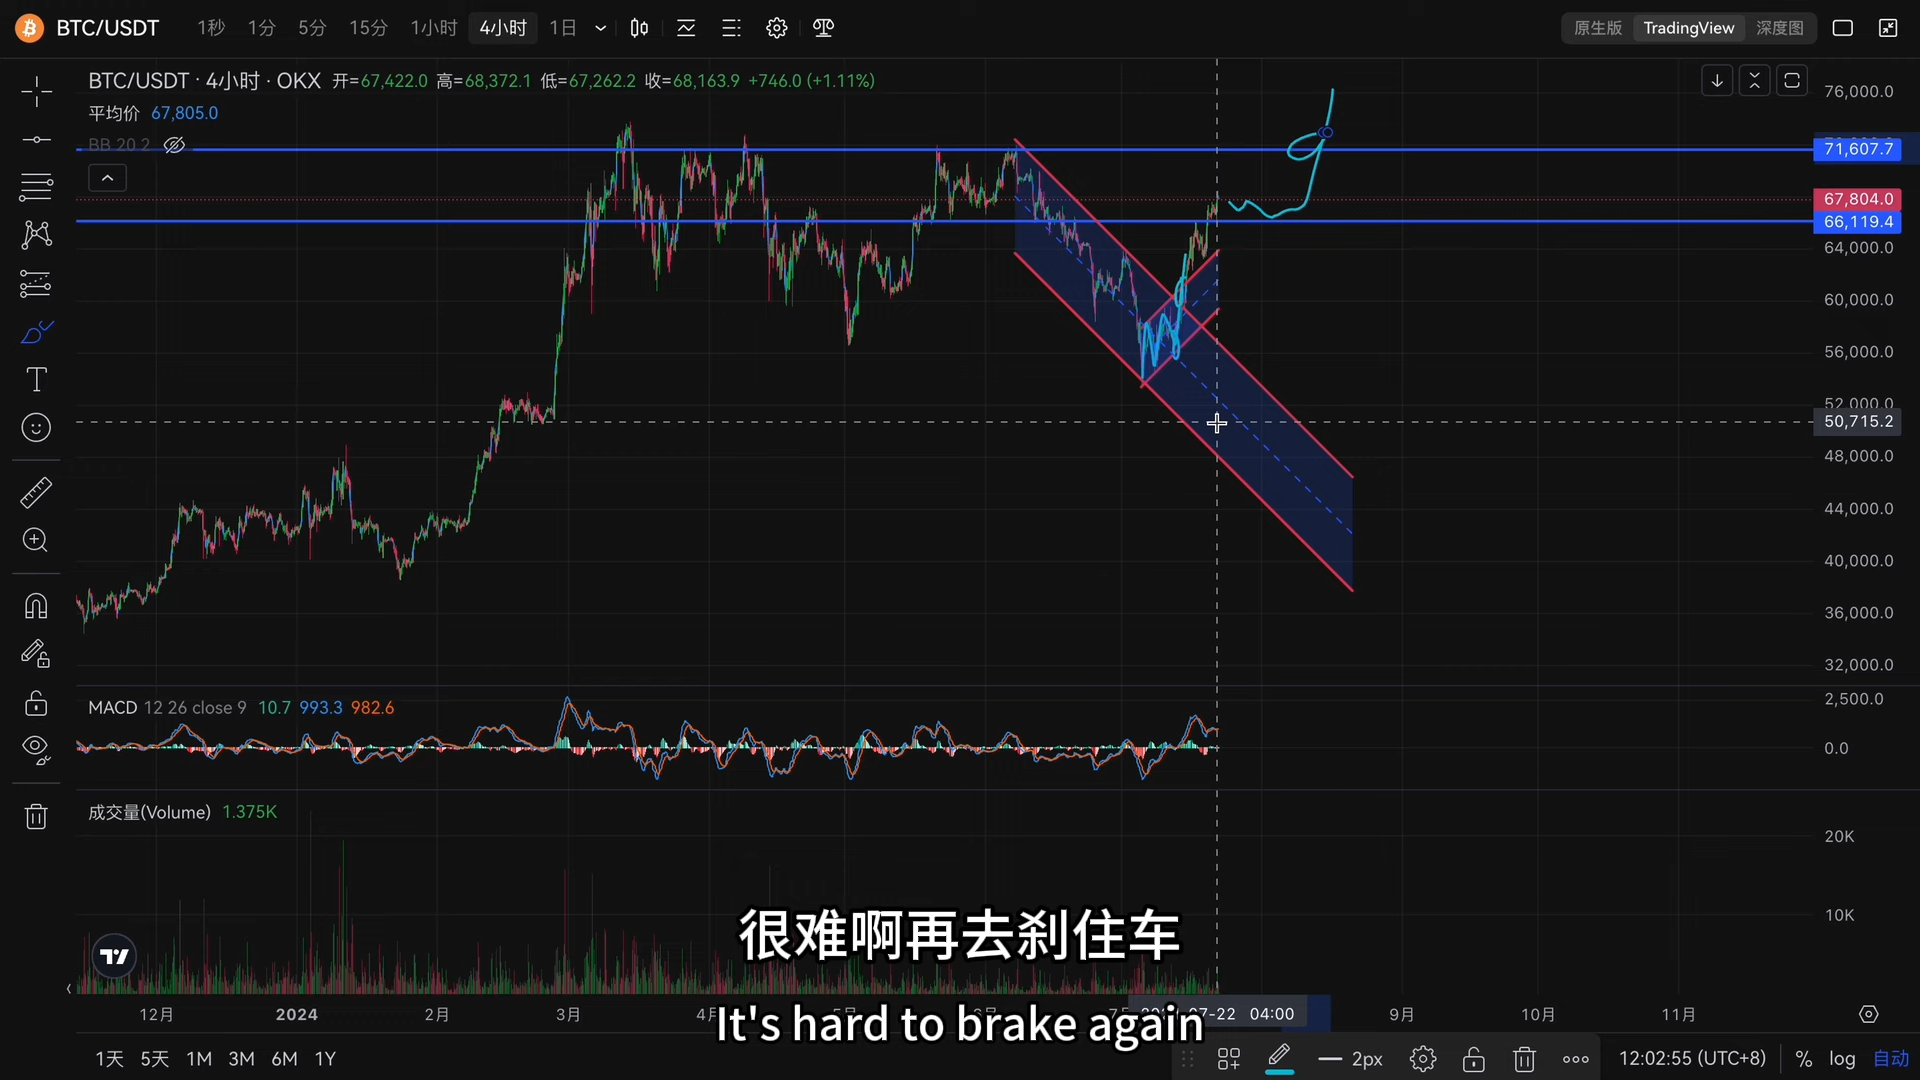 BTC/USDT 1秒 1分 5分 15分 1小时 4小时 1日 原生版 TradingView 深度图
BTC/USDT · 4小时 · OKX 开=67,422.0 高=68,372.1 低=67,262.2 收=68,163.9 +746.0 (+1.11%)
平均价 67,805.0
BB 20 2
76,000.0
71,607.7
67,804.0
66,119.4
64,000.0
60,000.0
56,000.0
52,000.0
50,715.2
48,000.0
44,000.0
40,000.0
36,000.0
32,000.0
MACD 12 26 close 9 10.7 993.3 982.6
2,500.0
0.0
成交量(Volume) 1.375K
20K
10K
很难啊再去刹住车
12月 2024 2月 3月 07-22 04:00 9月 10月 11月
It's hard to brake again
1天 5天 1M 3M 6M 1Y 2px 12:02:55 (UTC+8) % log 自动